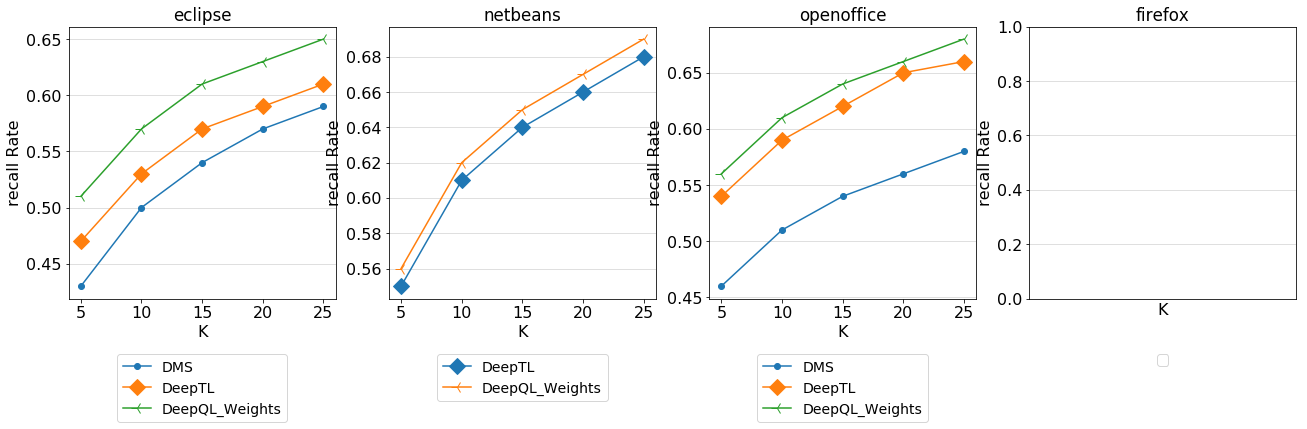 eclipse
recall Rate
0.65
0.60
0.55
0.50
0.45
5 10 15 20 25
K
DMS
DeepTL
DeepQL_Weights
netbeans
recall Rate
0.68
0.66
0.64
0.62
0.60
0.58
0.56
5 10 15 20 25
K
DeepTL
DeepQL_Weights
openoffice
recall Rate
0.65
0.60
0.55
0.50
0.45
5 10 15 20 25
K
DMS
DeepTL
DeepQL_Weights
firefox
recall Rate
1.0
0.8
0.6
0.4
0.2
0.0
K